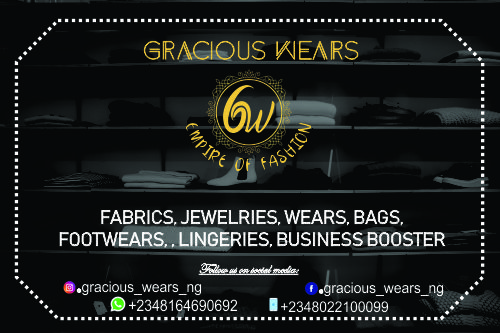 GRACIOUS WEARS
GW
EMPIRE OF FASHION
FABRICS, JEWELRIES, WEARS, BAGS,
FOOTWEARS, , LINGERIES, BUSINESS BOOSTER
Follow us on social media:
gracious_wears_ng gracious_wears_ng
+2348164690692 +2348022100099